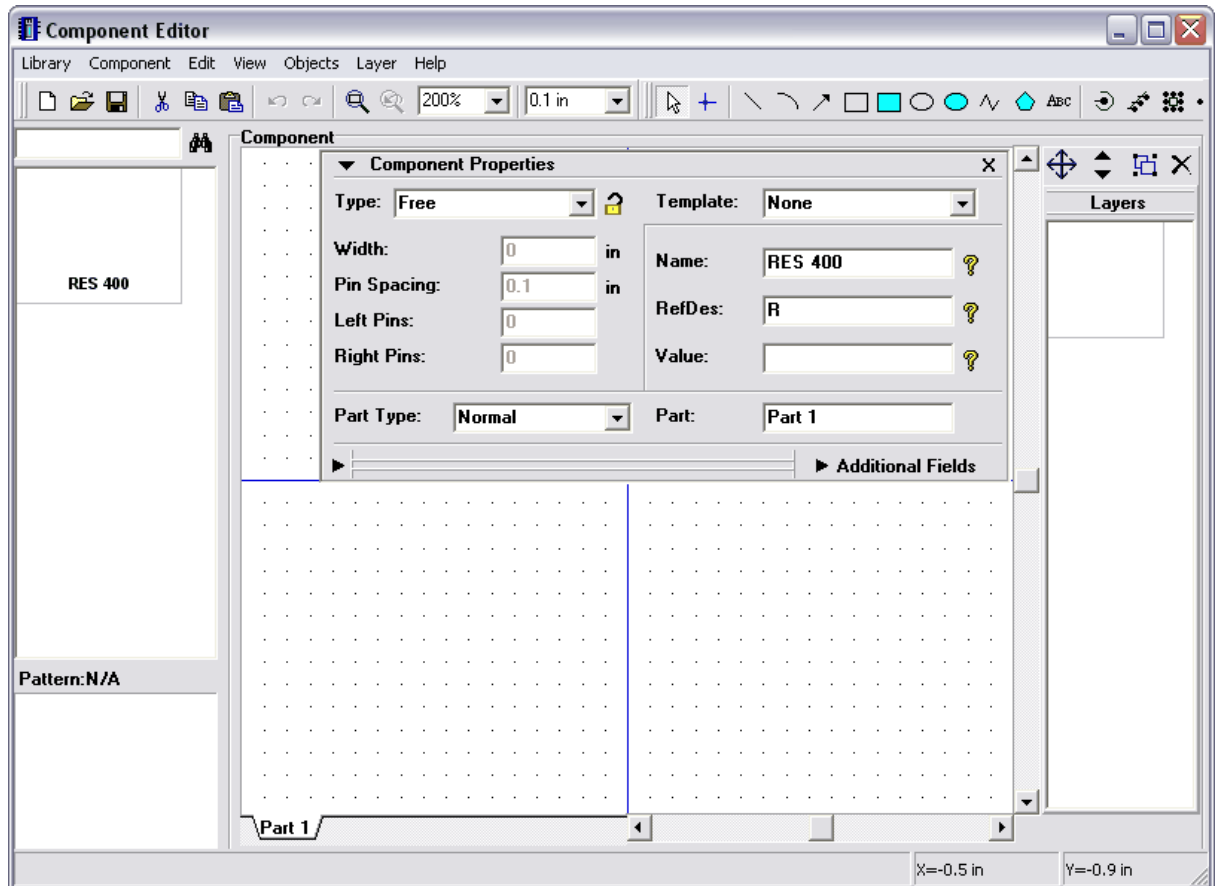 Component Editor
Library Component Edit View Objects Layer Help
200% 0.1 in ABC
Component
Component Properties X
Type: Free Template: None
Layers
Width: 0 in
Name: RES 400
Pin Spacing: 0.1 in
RES 400
RefDes: R
Left Pins: 0
Right Pins: 0
Value:
Part Type: Normal Part: Part 1
Additional Fields
Pattern:N/A
Part 1
X=-0.5 in Y=-0.9 in